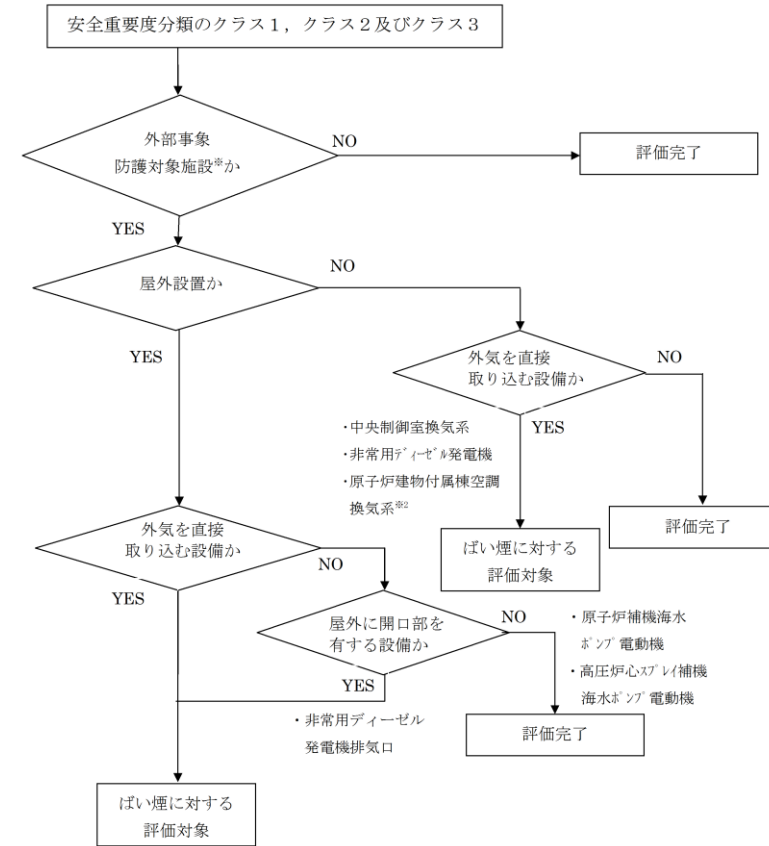 安全重要度分類のクラス１，クラス２及びクラス３
外部事象
防護対象施設※か
NO
評価完了
YES
屋外設置か
NO
YES
外気を直接
取り込む設備か
NO
YES
・中央制御室換気系
・非常用ディーゼル発電機
・原子炉建物付属棟空調
換気系※2
ばい煙に対する
評価対象
評価完了
外気を直接
取り込む設備か
NO
YES
屋外に開口部を
有する設備か
NO
YES
・原子炉補機海水
ポンプ電動機
・高圧炉心スプレイ補機
海水ポンプ電動機
・非常用ディーゼル
発電機排気口
評価完了
ばい煙に対する
評価対象